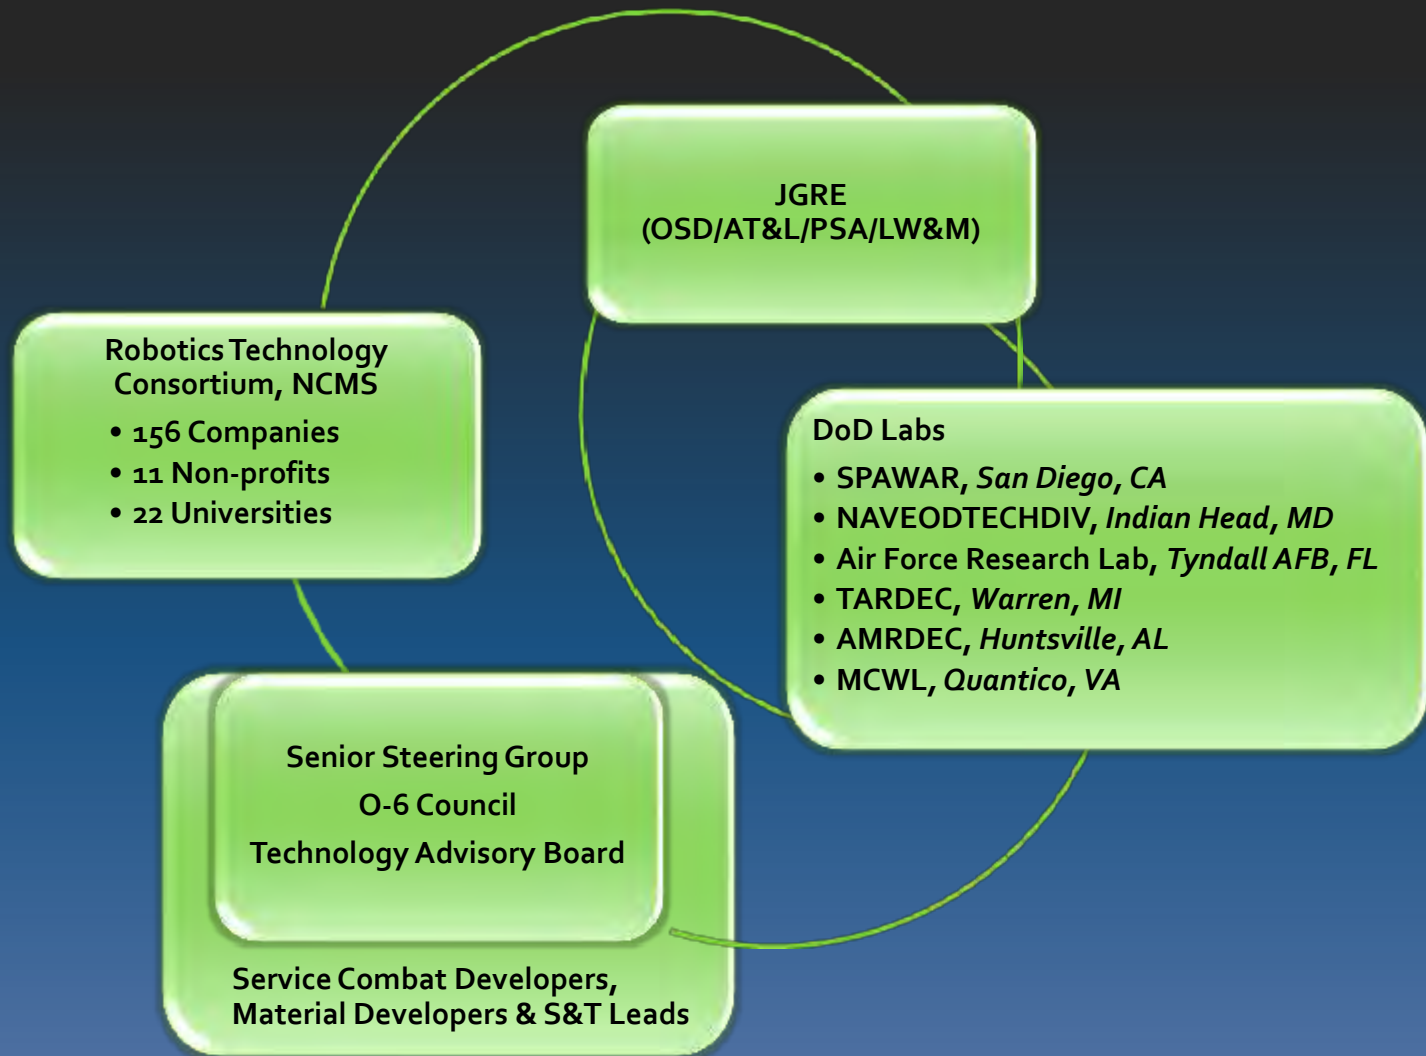 JGRE
(OSD/AT&L/PSA/LW&M)
Robotics Technology
Consortium, NCMS
• 156 Companies
• 11 Non-profits
• 22 Universities
DoD Labs
• SPAWAR, San Diego, CA
• NAVEODTECHDIV, Indian Head, MD
• Air Force Research Lab, Tyndall AFB, FL
• TARDEC, Warren, MI
• AMRDEC, Huntsville, AL
• MCWL, Quantico, VA
Senior Steering Group
O-6 Council
Technology Advisory Board
Service Combat Developers,
Material Developers & S&T Leads